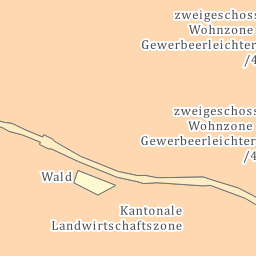 zweigeschoss
Wohnzone
Gewerbeerleichter
/4
zweigeschoss
Wohnzone
Gewerbeerleichter
/4
Wald
Kantonale
Landwirtschaftszone